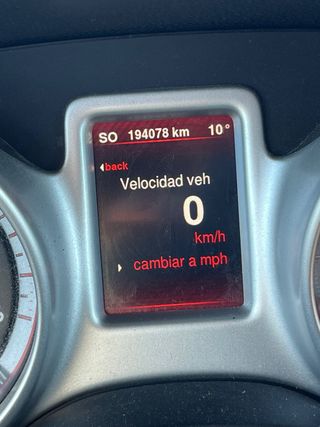 SO 194078 km 10°
back
Velocidad veh
0
km/h
cambiar a mph